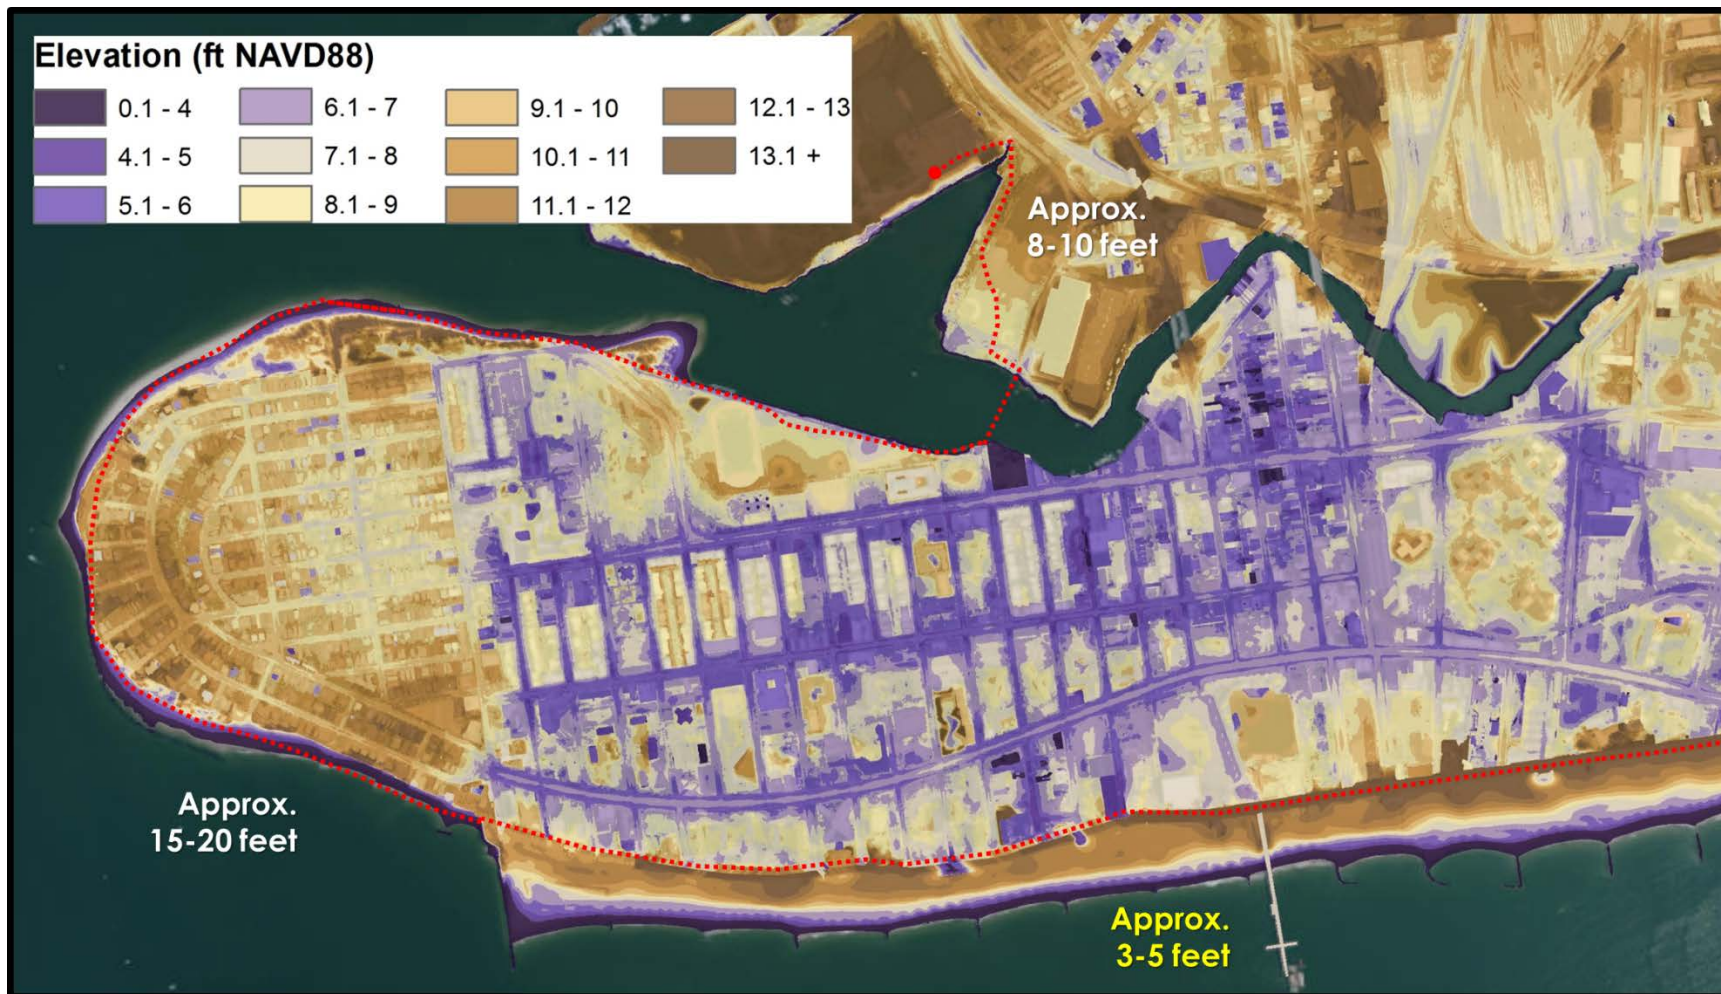 Elevation (ft NAVD88)
0.1 - 4
6.1 - 7
9.1 - 10
12.1 - 13
4.1 - 5
7.1 - 8
10.1 - 11
13.1 +
5.1 - 6
8.1 - 9
11.1 - 12
Approx.
8-10 feet
Approx.
15-20 feet
Approx.
3-5 feet